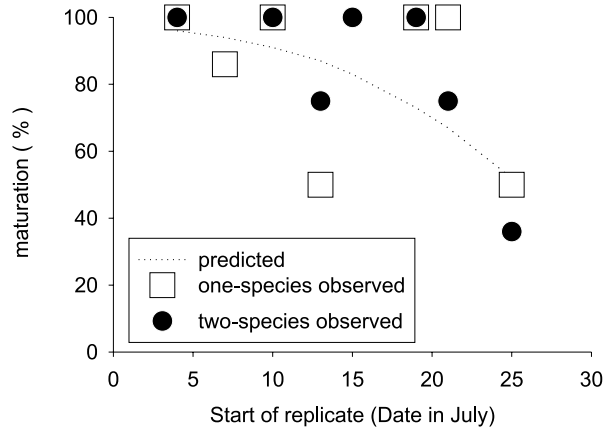 100
80
60
40
20
0
maturation ( % )
predicted
one-species observed
two-species observed
0 5 10 15 20 25 30
Start of replicate (Date in July)